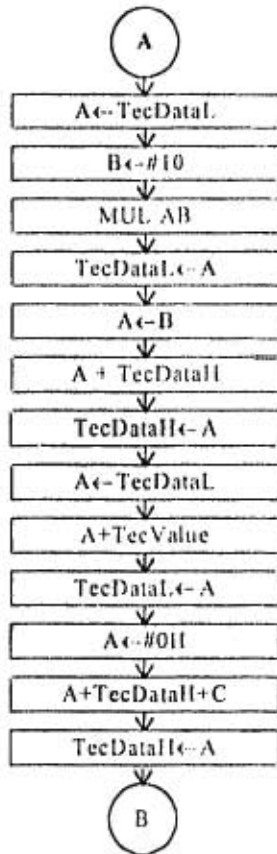 A
A←TecDataL
B←#10
MUL AB
TecDataL←A
A←B
A + TecDataH
TecDataH←A
A←TecDataL
A+TecValue
TecDataL←A
A←#0H
A+TecDataH+C
TecDataH←A
B